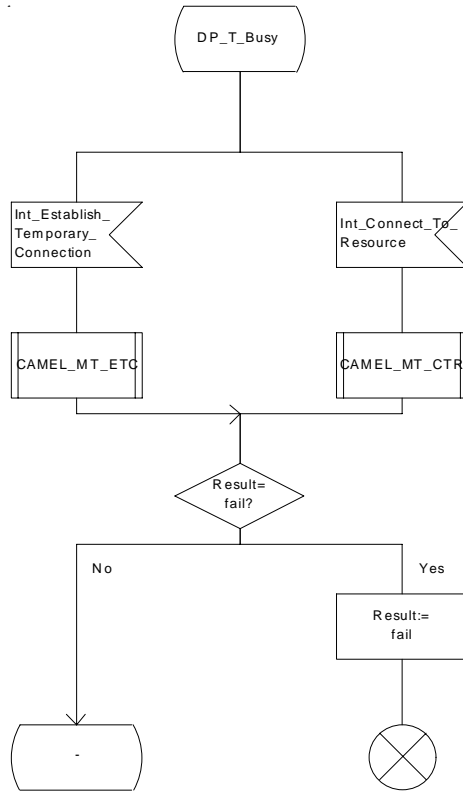 DP_T_Busy
Int_Establish_
Temporary_
Connection
Int_Connect_To_
Resource
CAMEL_MT_ETC
CAMEL_MT_CTR
Result=
fail?
No
Yes
Result:=
fail
-